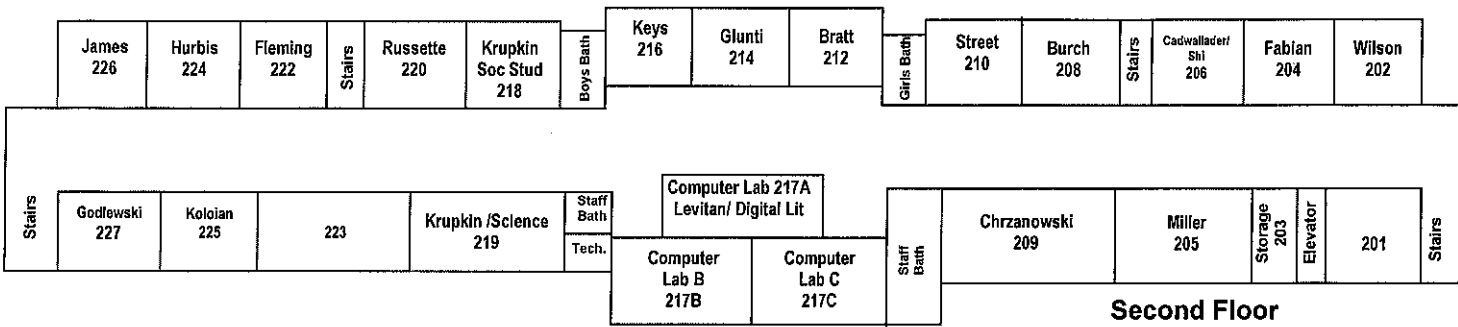 James
226
Hurbis
224
Fleming
222
Stairs
Russette
220
Krupkin
Soc Stud
218
Boys Bath
Keys
216
Glunti
214
Bratt
212
Girls Bath
Street
210
Burch
208
Stairs
Cadwallader/
Shi
206
Fabian
204
Wilson
202
Stairs
Godlewski
227
Koloian
225
223
Krupkin /Science
219
Staff
Bath
Tech.
Computer Lab 217A
Levitan/ Digital Lit
Computer
Lab B
217B
Computer
Lab C
217C
Staff
Bath
Chrzanowski
209
Miller
205
Storage
203
Elevator
201
Stairs
Second Floor